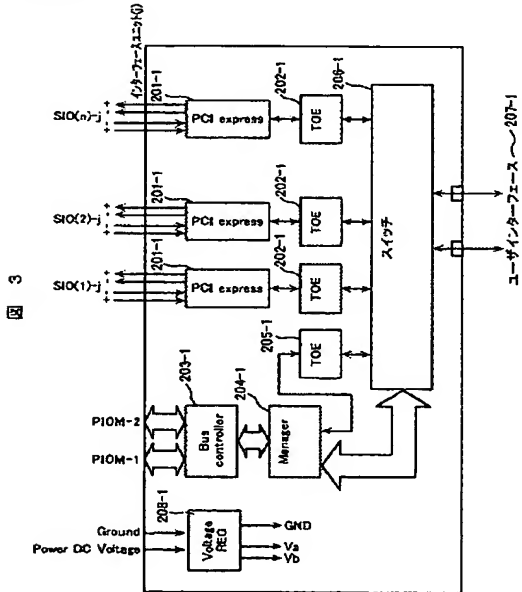 図 3
インターフェースユニット(j)
SIO(n)-j
SIO(2)-j
SIO(1)-j
PIOM-2
PIOM-1
Ground
Power DC Voltage
201-1
PCI express
202-1
TOE
206-1
201-1
PCI express
202-1
TOE
201-1
PCI express
202-1
TOE
205-1
TOE
203-1
Bus controller
204-1
Manager
208-1
Voltage REG
GND
Va
Vb
スイッチ
ユーザインターフェース 〜 207-1